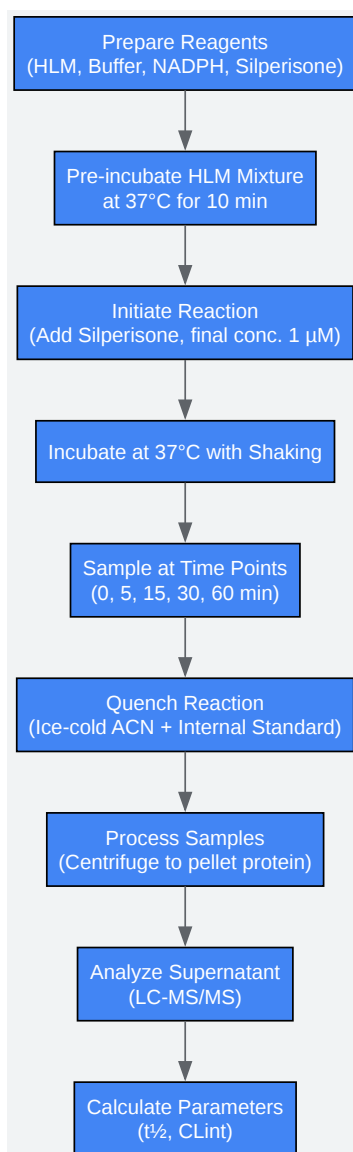 Prepare Reagents
(HLM, Buffer, NADPH, Silperisone)
Pre-incubate HLM Mixture
at 37°C for 10 min
Initiate Reaction
(Add Silperisone, final conc. 1 µM)
Incubate at 37°C with Shaking
Sample at Time Points
(0, 5, 15, 30, 60 min)
Quench Reaction
(Ice-cold ACN + Internal Standard)
Process Samples
(Centrifuge to pellet protein)
Analyze Supernatant
(LC-MS/MS)
Calculate Parameters
(t½, CLint)